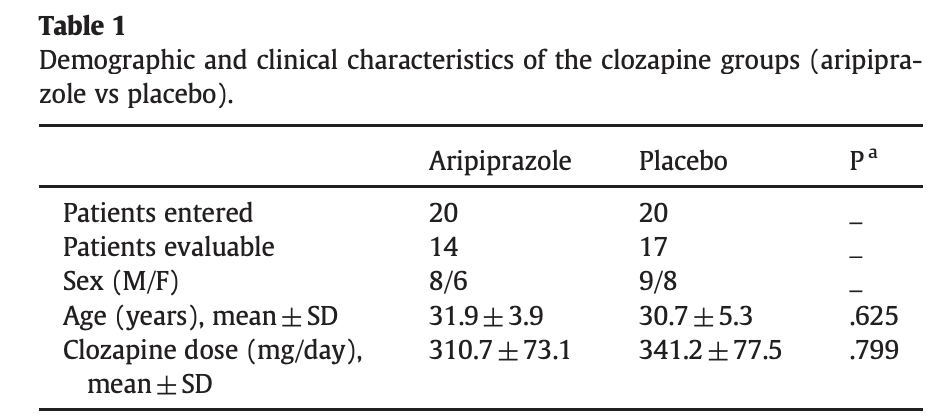 Table 1
Demographic and clinical characteristics of the clozapine groups (aripipra-
zole vs placebo).
Aripiprazole Placebo P a
Patients entered 20 20 _
Patients evaluable 14 17 _
Sex (M/F) 8/6 9/8 _
Age (years), mean ± SD 31.9 ± 3.9 30.7 ± 5.3 .625
Clozapine dose (mg/day), 310.7 ± 73.1 341.2 ± 77.5 .799
mean ± SD